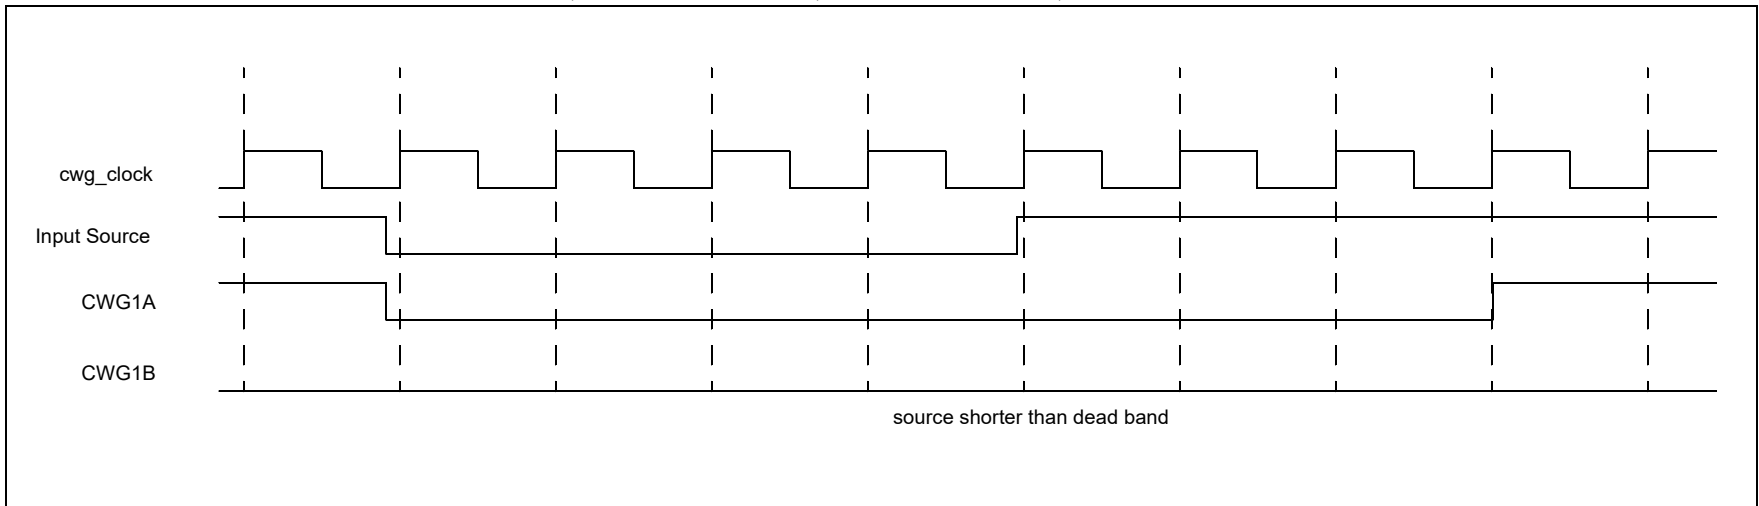 cwg_clock
Input Source
CWG1A
CWG1B
source shorter than dead band